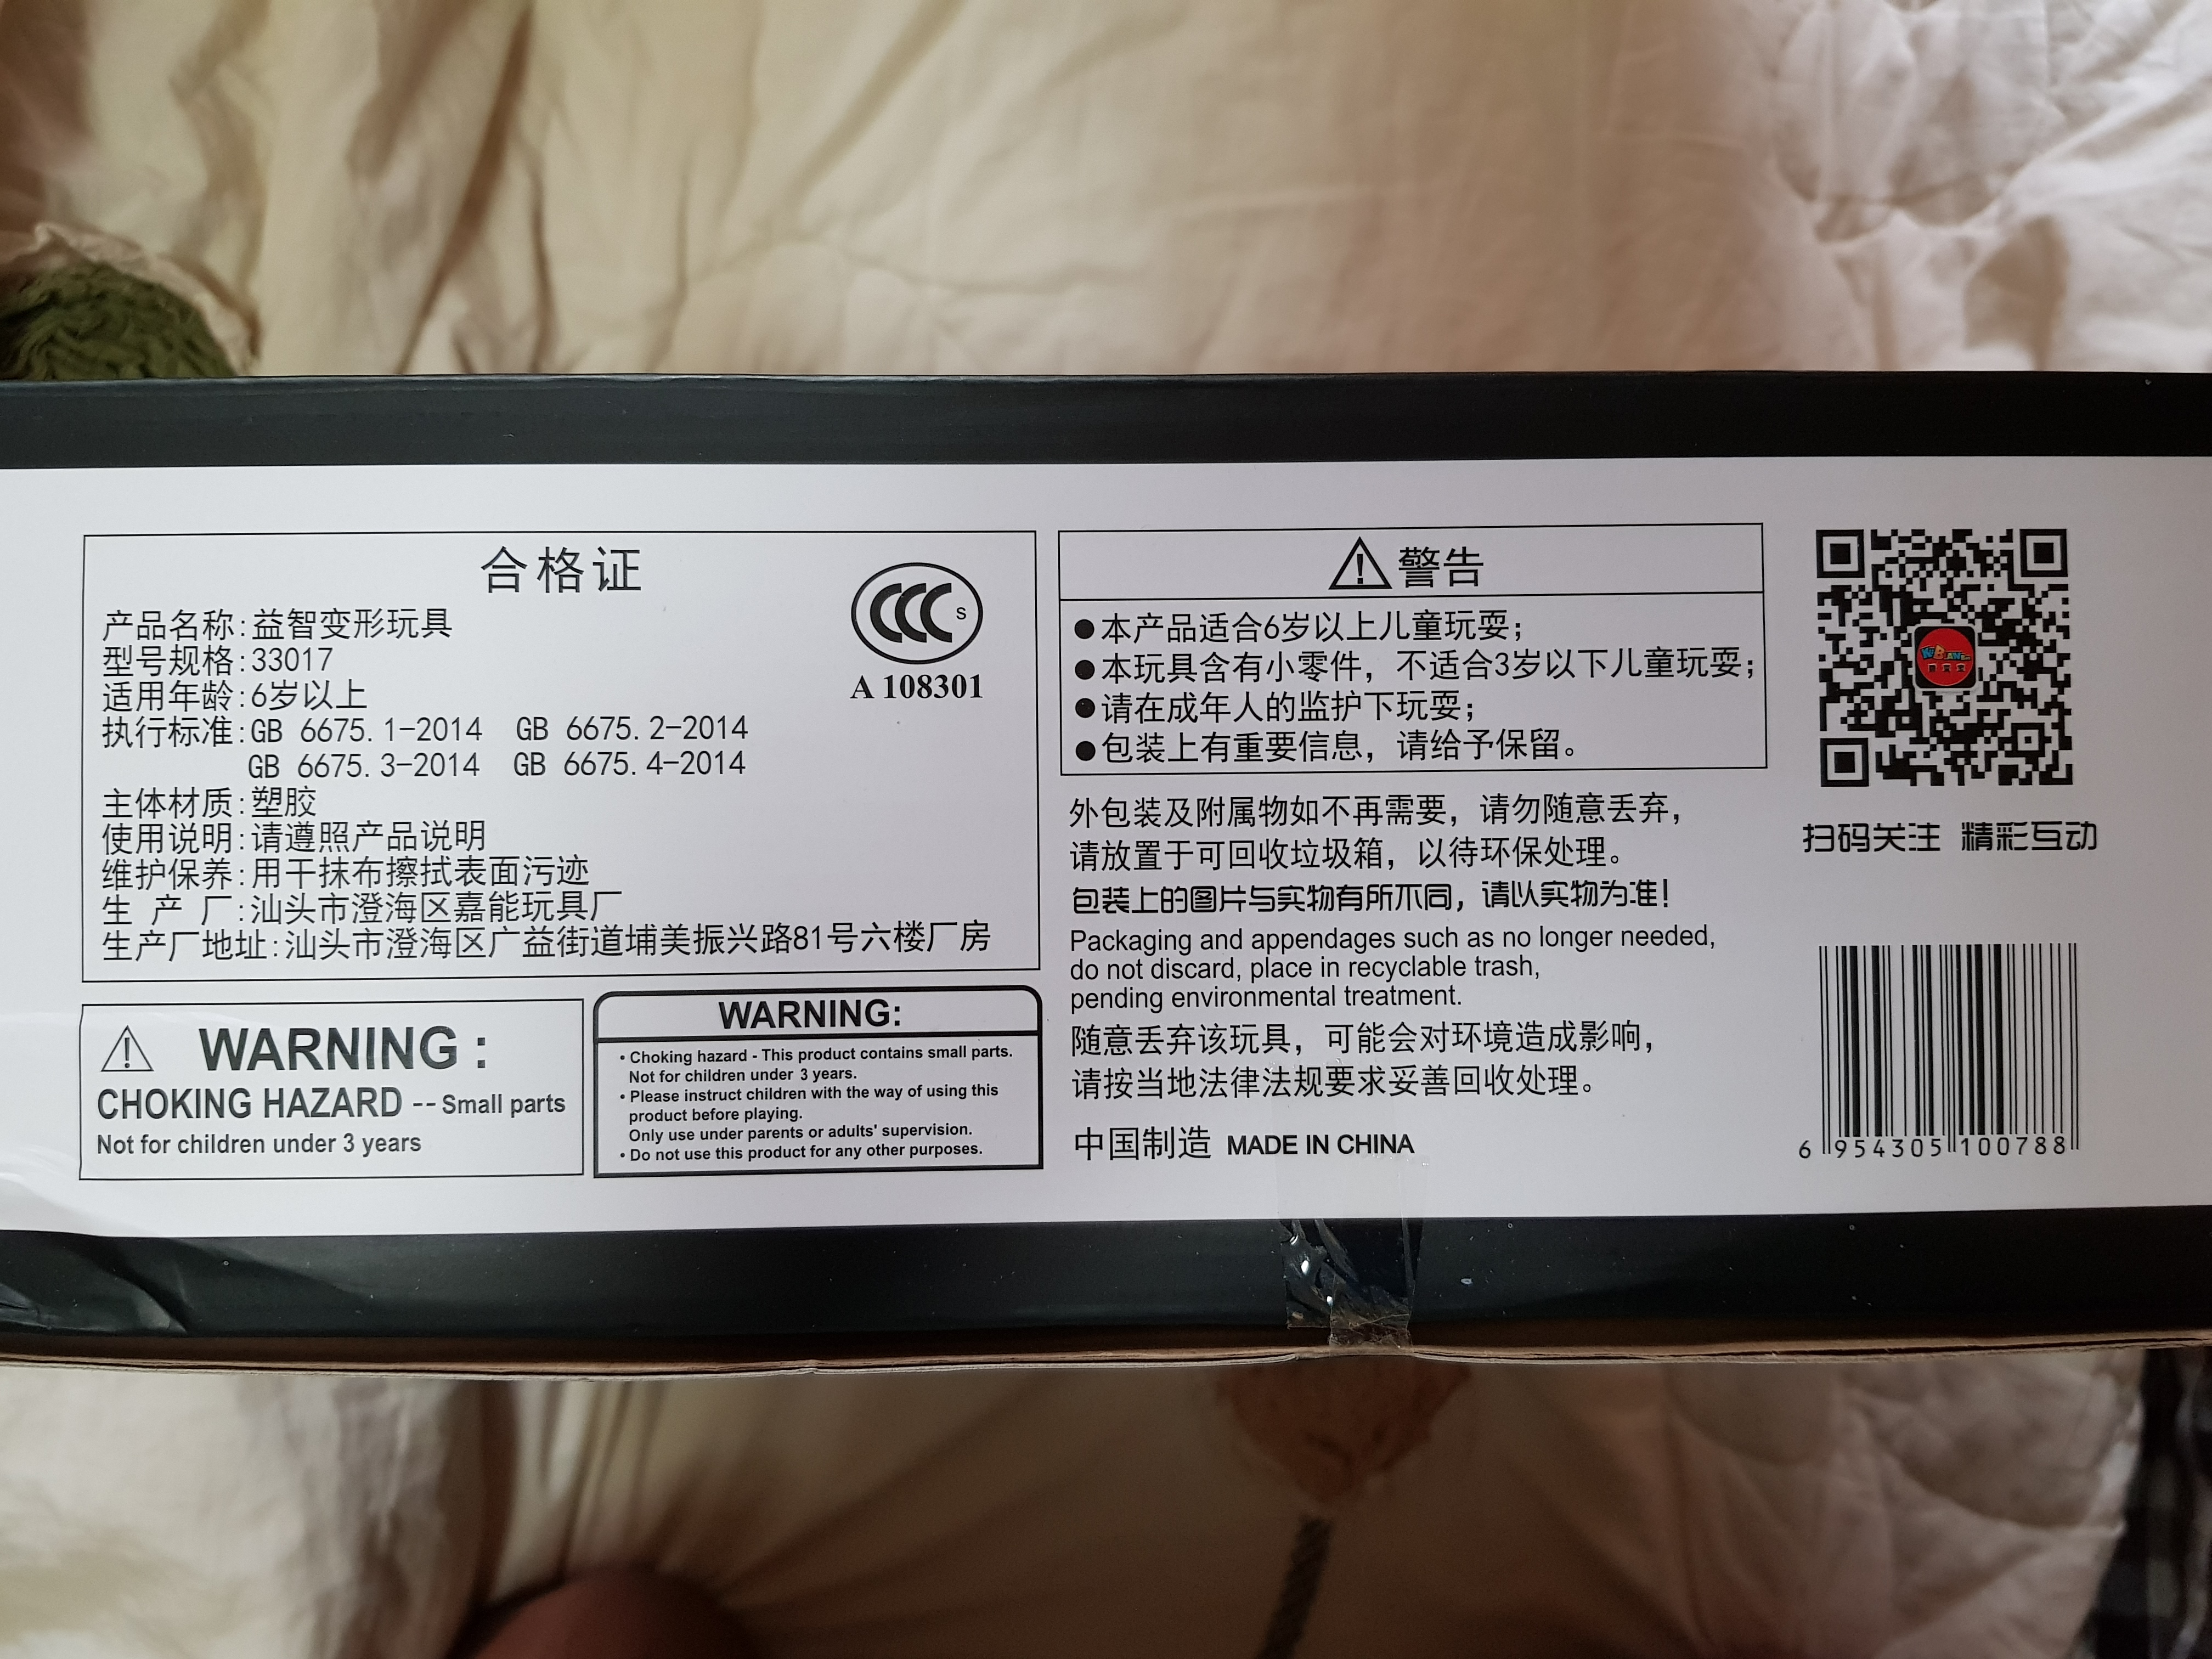 合格证
CCC S
A 108301
产品名称:益智变形玩具
型号规格:33017
适用年龄:6岁以上
执行标准:GB 6675.1-2014 GB 6675.2-2014
GB 6675.3-2014 GB 6675.4-2014
主体材质:塑胶
使用说明:请遵照产品说明
维护保养:用干抹布擦拭表面污迹
生 产 厂:汕头市澄海区嘉能玩具厂
生产厂地址:汕头市澄海区广益街道埔美振兴路81号六楼厂房
WARNING:
CHOKING HAZARD -- Small parts
Not for children under 3 years
WARNING:
• Choking hazard - This product contains small parts.
Not for children under 3 years.
• Please instruct children with the way of using this
product before playing.
Only use under parents or adults' supervision.
• Do not use this product for any other purposes.
警告
●本产品适合6岁以上儿童玩耍;
●本玩具含有小零件, 不适合3岁以下儿童玩耍;
●请在成年人的监护下玩耍;
●包装上有重要信息, 请给予保留。
外包装及附属物如不再需要, 请勿随意丢弃,
请放置于可回收垃圾箱, 以待环保处理。
包装上的图片与实物有所不同, 请以实物为准!
Packaging and appendages such as no longer needed,
do not discard, place in recyclable trash,
pending environmental treatment.
随意丢弃该玩具, 可能会对环境造成影响,
请按当地法律法规要求妥善回收处理。
中国制造 MADE IN CHINA
扫码关注 精彩互动
6 954305 100788